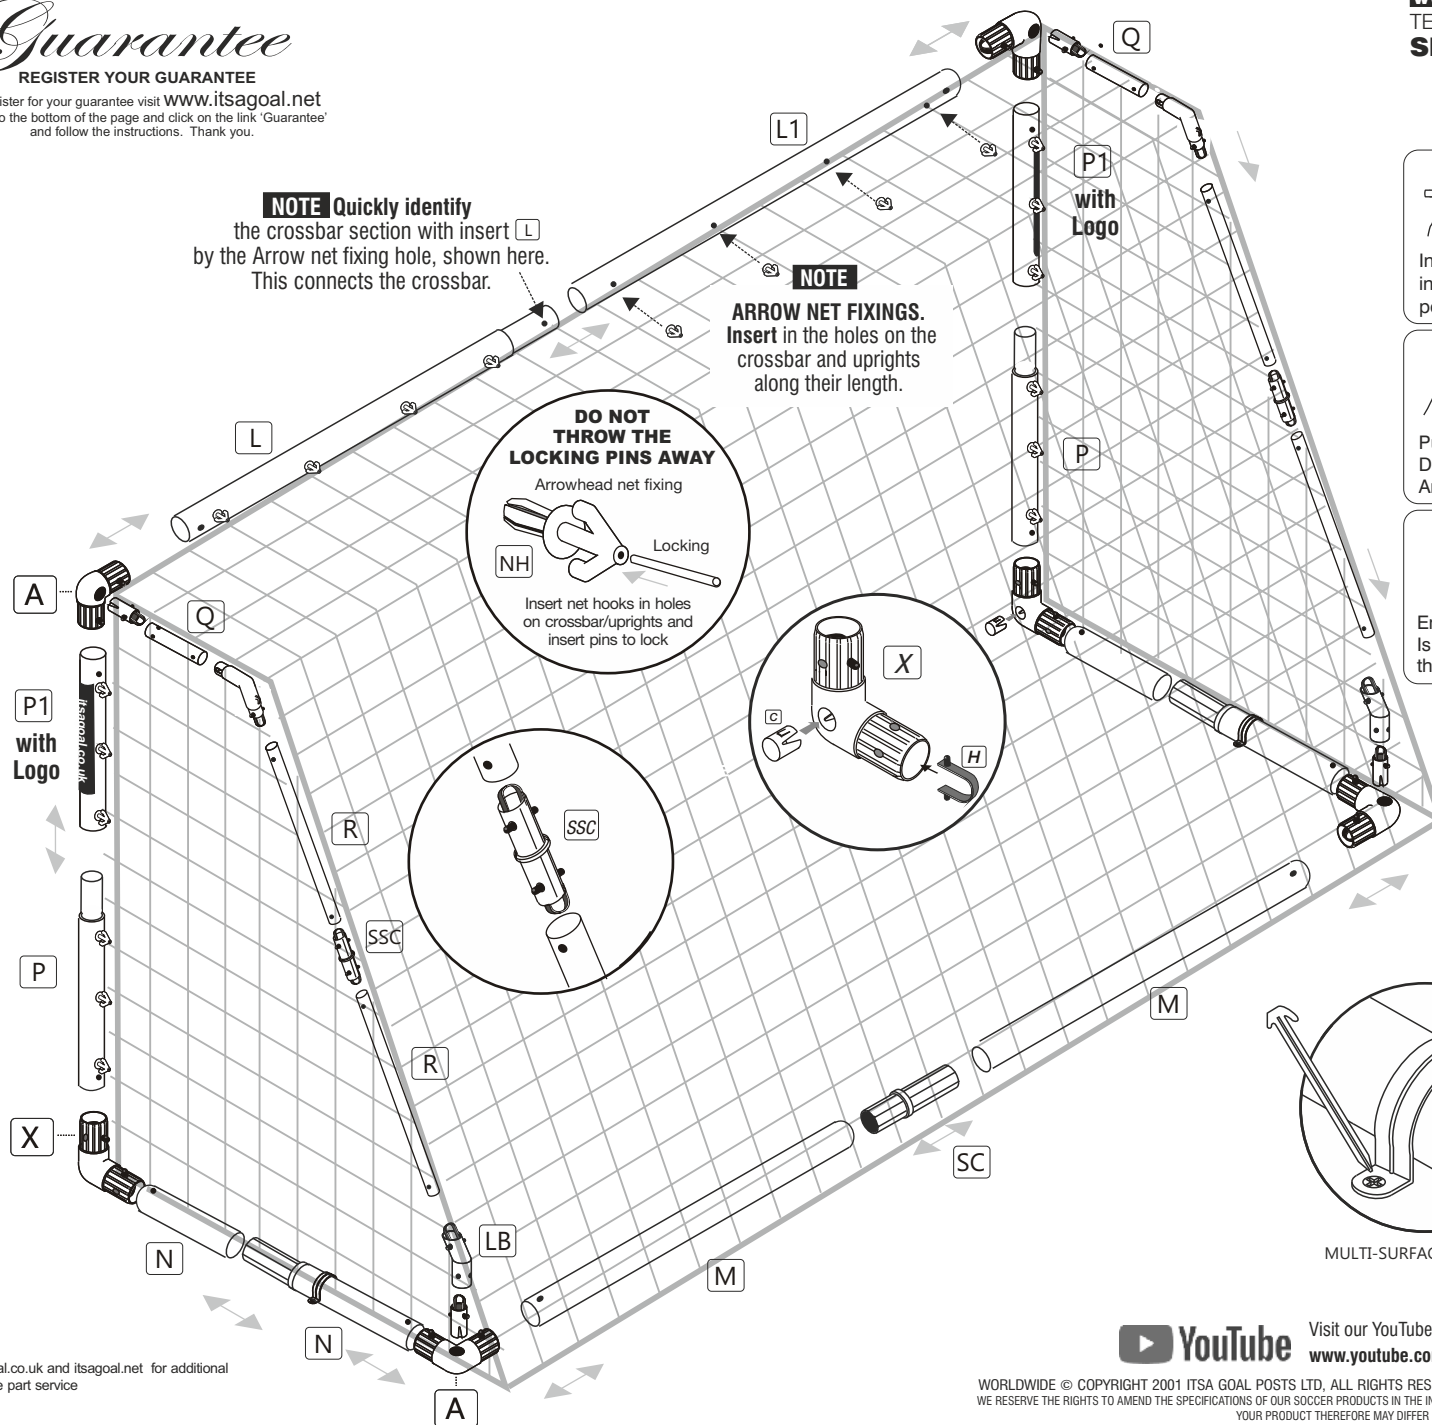 Guarantee
REGISTER YOUR GUARANTEE
ister for your guarantee visit www.itsagoal.net
o the bottom of the page and click on the link 'Guarantee'
and follow the instructions. Thank you.
NOTE Quickly identify
the crossbar section with insert L
by the Arrow net fixing hole, shown here.
This connects the crossbar.
Q
L1
P1
with
Logo
NOTE
ARROW NET FIXINGS.
Insert in the holes on the
crossbar and uprights
along their length.
L
P
DO NOT
THROW THE
LOCKING PINS AWAY
Arrowhead net fixing
NH
Locking
Insert net hooks in holes
on crossbar/uprights and
insert pins to lock
A
Q
X
C
H
P1
with
Logo
itsagoal.co.uk
R
SSC
SSC
P
R
M
X
SC
N
LB
M
N
A
al.co.uk and itsagoal.net for additional
e part service
TE
In
in
po
P
D
A
Er
Is
th
MULTI-SURFAC
YouTube
Visit our YouTube
www.youtube.co
WORLDWIDE © COPYRIGHT 2001 ITSA GOAL POSTS LTD, ALL RIGHTS RES
WE RESERVE THE RIGHTS TO AMEND THE SPECIFICATIONS OF OUR SOCCER PRODUCTS IN THE IN
YOUR PRODUCT THEREFORE MAY DIFFER